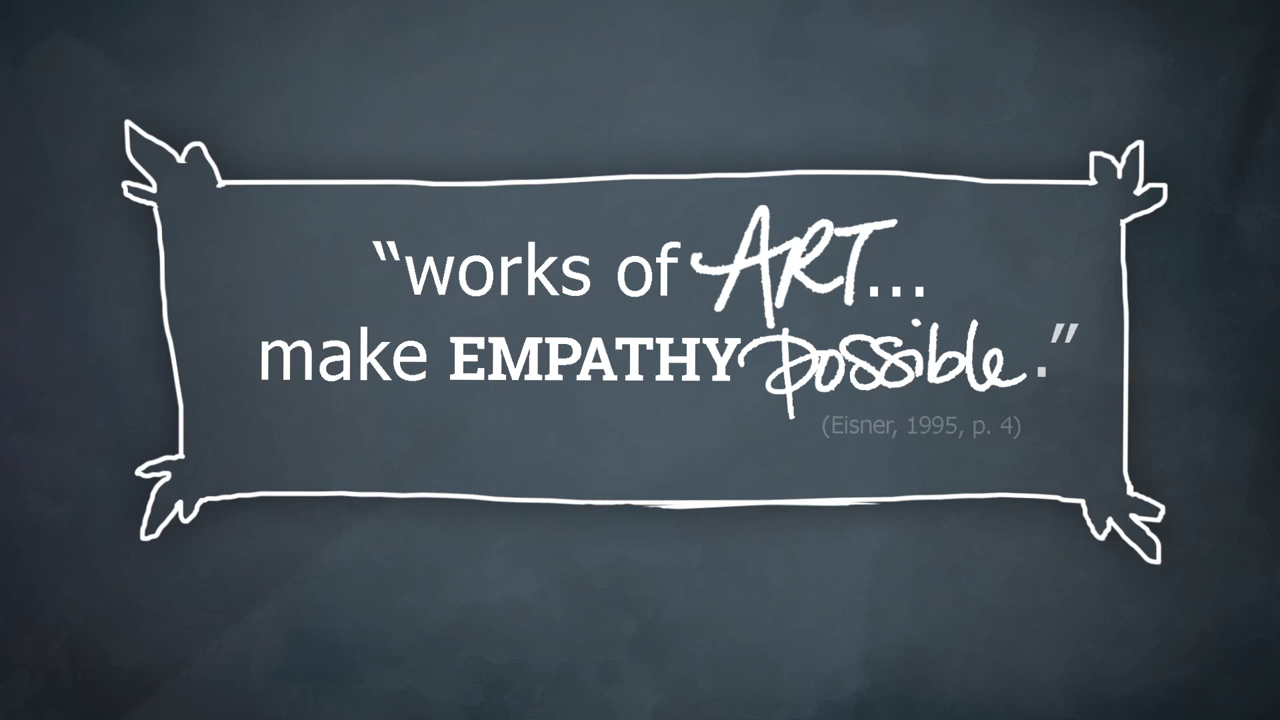 “works of ART...
make EMPATHY possible.”
(Eisner, 1995, p. 4)